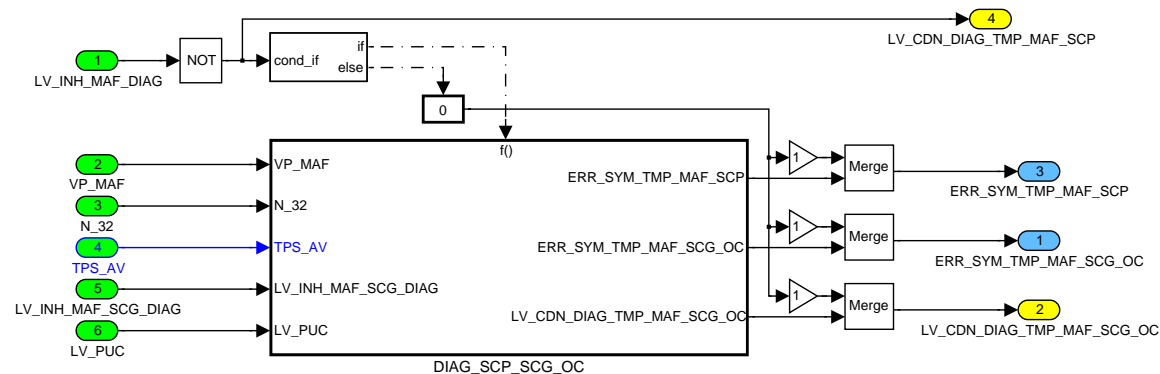 4
LV_CDN_DIAG_TMP_MAF_SCP
1
LV_INH_MAF_DIAG
NOT
cond_if
if
else
0
f()
2
VP_MAF
3
N_32
4
TPS_AV
5
LV_INH_MAF_SCG_DIAG
6
LV_PUC
VP_MAF
N_32
TPS_AV
LV_INH_MAF_SCG_DIAG
LV_PUC
ERR_SYM_TMP_MAF_SCP
ERR_SYM_TMP_MAF_SCG_OC
LV_CDN_DIAG_TMP_MAF_SCG_OC
DIAG_SCP_SCG_OC
1
Merge
3
ERR_SYM_TMP_MAF_SCP
1
Merge
1
ERR_SYM_TMP_MAF_SCG_OC
1
Merge
2
LV_CDN_DIAG_TMP_MAF_SCG_OC